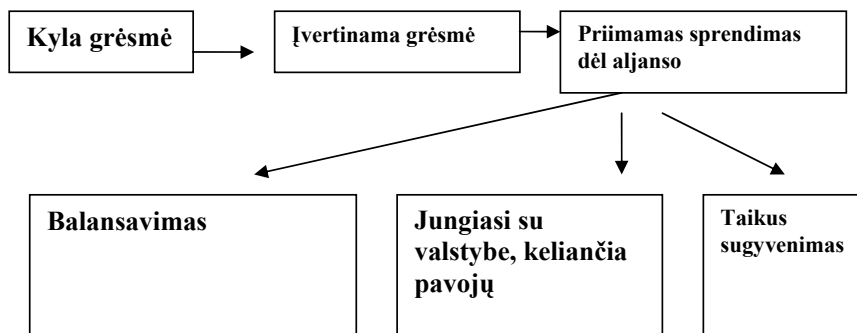 Kyla grėsmė
Įvertinama grėsmė
Priimamas sprendimas
dėl aljanso
Balansavimas
Jungiasi su
valstybe, keliančia
pavojų
Taikus
sugyvenimas